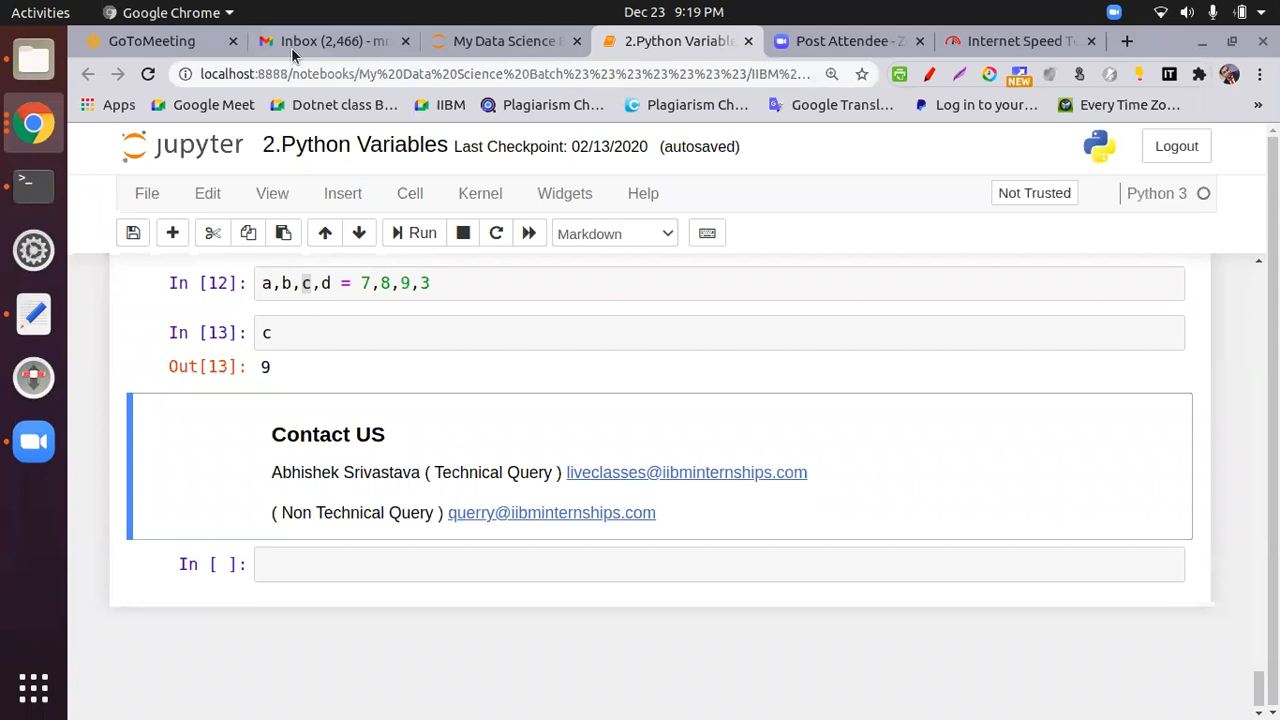 Activities Google Chrome Dec 23 9:19 PM
GoToMeeting Inbox (2,466) - mr My Data Science B 2.Python Variable Post Attendee - Z Internet Speed T
localhost:8888/notebooks/My%20Data%20Science%20Batch%23%23%23%23%23%23%23/IIBM%2...
NEW IT
Apps Google Meet Dotnet class B... IIBM Plagiarism Ch... Plagiarism Ch... Google Transl... Log in to your... Every Time Zo... »
jupyter 2.Python Variables Last Checkpoint: 02/13/2020 (autosaved) Logout
File Edit View Insert Cell Kernel Widgets Help Not Trusted Python 3
Run Markdown
In [12]: a,b,c,d = 7,8,9,3
In [13]: c
Out[13]: 9
Contact US
Abhishek Srivastava ( Technical Query ) liveclasses@iibminternships.com
( Non Technical Query ) querry@iibminternships.com
In [ ]: